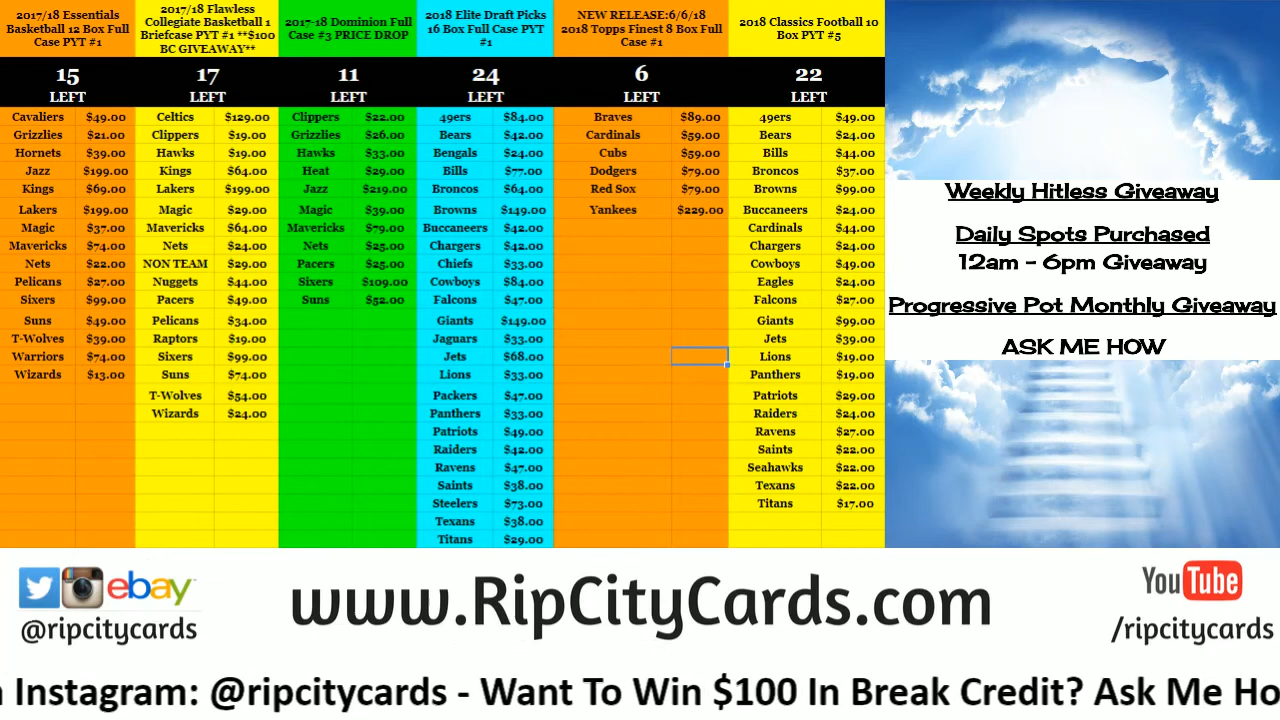 2017/18 Essentials
Basketball 12 Box Full
Case PYT #1
15
LEFT
Cavaliers $49.00
Grizzlies $21.00
Hornets $39.00
Jazz $199.00
Kings $69.00
Lakers $199.00
Magic $37.00
Mavericks $74.00
Nets $22.00
Pelicans $27.00
Sixers $99.00
Suns $49.00
T-Wolves $39.00
Warriors $74.00
Wizards $13.00
2017/18 Flawless
Collegiate Basketball 1
Briefcase PYT #1 **$100
BC GIVEAWAY**
17
LEFT
Celtics $129.00
Clippers $19.00
Hawks $19.00
Kings $64.00
Lakers $199.00
Magic $29.00
Mavericks $64.00
Nets $24.00
NON TEAM $29.00
Nuggets $44.00
Pacers $49.00
Pelicans $34.00
Raptors $19.00
Sixers $99.00
Suns $74.00
T-Wolves $54.00
Wizards $24.00
2017-18 Dominion Full
Case #3 PRICE DROP
11
LEFT
Clippers $22.00
Grizzlies $26.00
Hawks $33.00
Heat $29.00
Jazz $219.00
Magic $39.00
Mavericks $79.00
Nets $25.00
Pacers $25.00
Sixers $109.00
Suns $52.00
2018 Elite Draft Picks
16 Box Full Case PYT
#1
24
LEFT
49ers $84.00
Bears $42.00
Bengals $24.00
Bills $77.00
Broncos $64.00
Browns $149.00
Buccaneers $42.00
Chargers $42.00
Chiefs $33.00
Cowboys $84.00
Falcons $47.00
Giants $149.00
Jaguars $33.00
Jets $68.00
Lions $33.00
Packers $47.00
Panthers $33.00
Patriots $49.00
Raiders $42.00
Ravens $47.00
Saints $38.00
Steelers $73.00
Texans $38.00
Titans $29.00
NEW RELEASE:6/6/18
2018 Topps Finest 8 Box Full
Case #1
6
LEFT
Braves $89.00
Cardinals $59.00
Cubs $59.00
Dodgers $79.00
Red Sox $79.00
Yankees $229.00
2018 Classics Football 10
Box PYT #5
22
LEFT
49ers $49.00
Bears $24.00
Bills $44.00
Broncos $37.00
Browns $99.00
Buccaneers $24.00
Cardinals $44.00
Chargers $24.00
Cowboys $49.00
Eagles $24.00
Falcons $27.00
Giants $99.00
Jets $39.00
Lions $19.00
Panthers $19.00
Patriots $29.00
Raiders $24.00
Ravens $27.00
Saints $22.00
Seahawks $22.00
Texans $22.00
Titans $17.00
Weekly Hitless Giveaway
Daily Spots Purchased
12am - 6pm Giveaway
Progressive Pot Monthly Giveaway
ASK ME HOW
ebay
@ripcitycards
www.RipCityCards.com
YouTube
/ripcitycards
Instagram: @ripcitycards - Want To Win $100 In Break Credit? Ask Me Ho